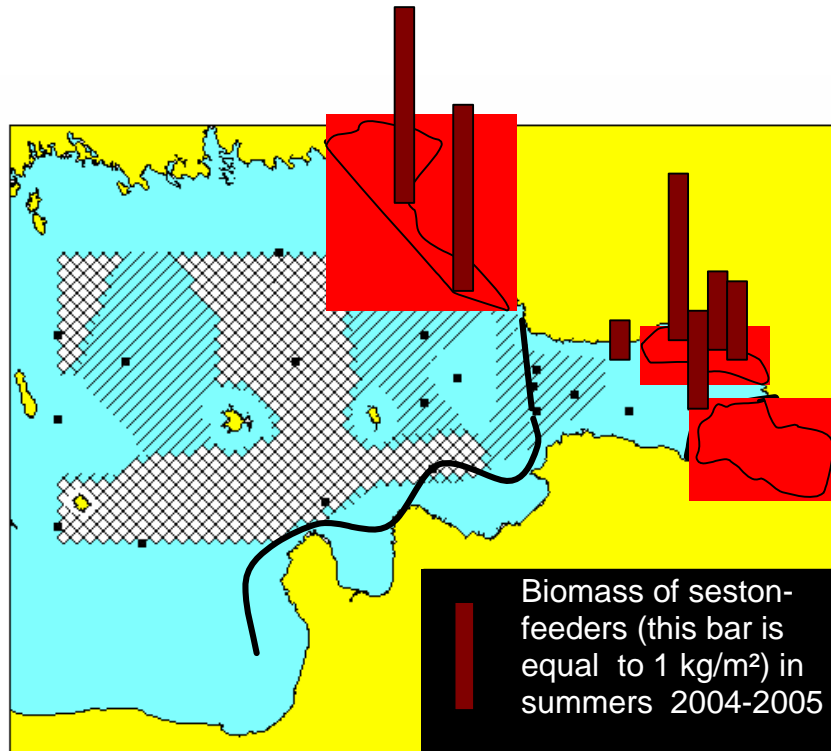 Biomass of seston-
feeders (this bar is
equal to 1 kg/m²) in
summers 2004-2005